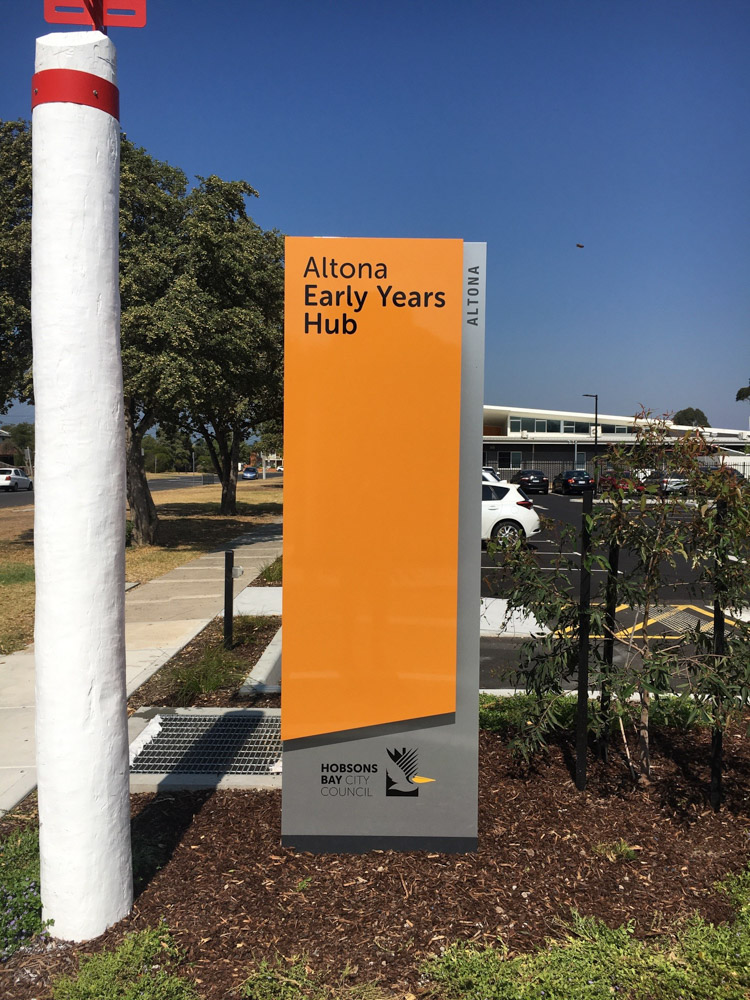 Altona
Early Years
Hub
ALTONA
HOBSONS
BAY CITY
COUNCIL